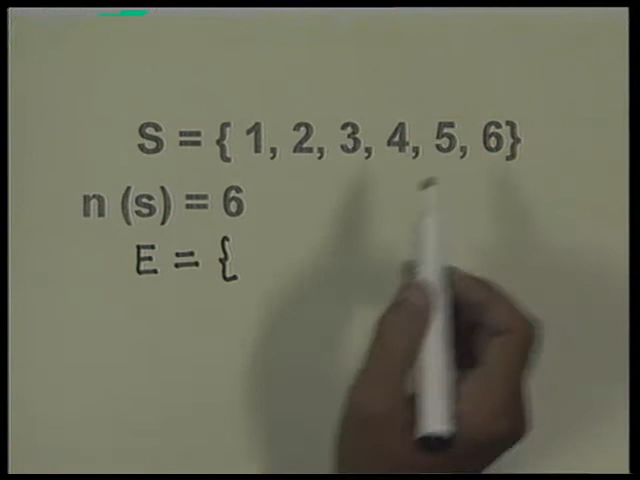 S = { 1, 2, 3, 4, 5, 6}
n (s) = 6
E = {